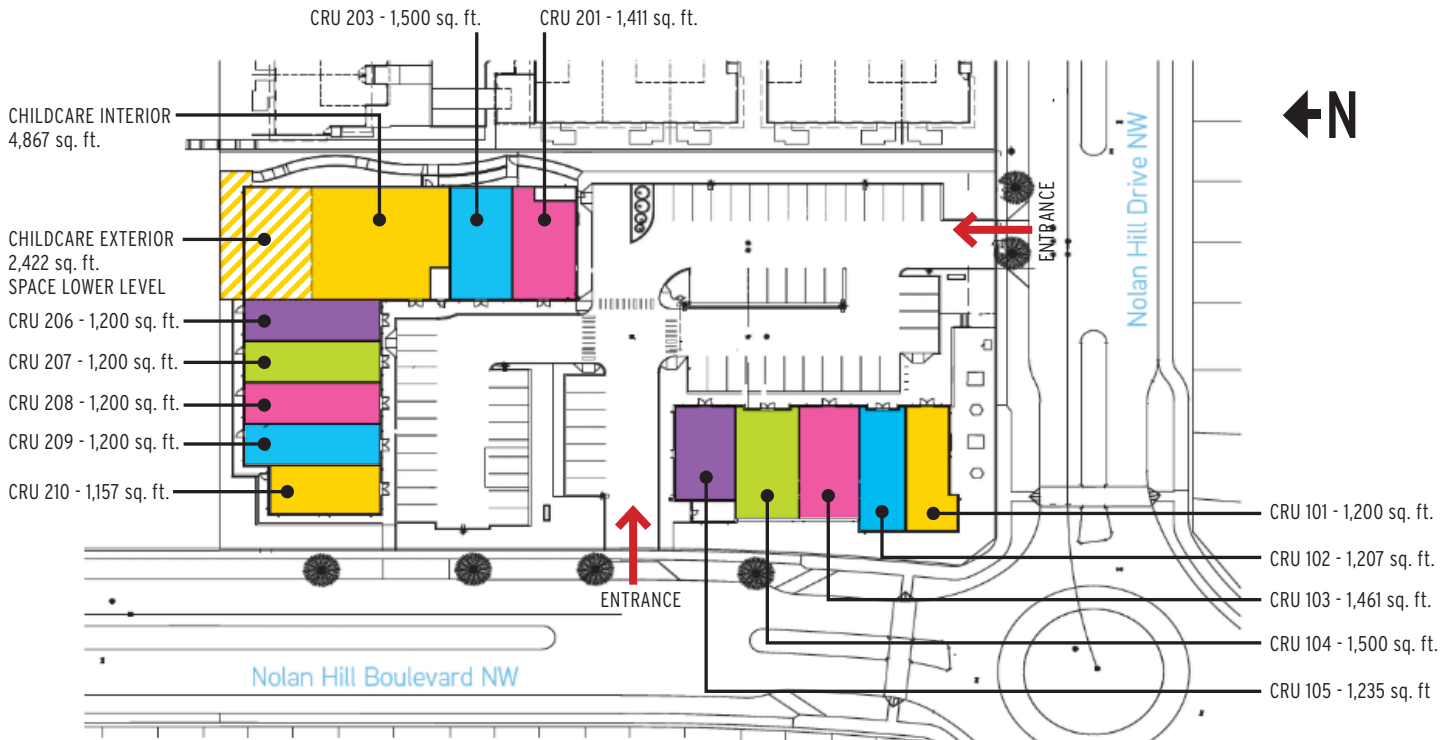 CRU 203 - 1,500 sq. ft.
CRU 201 - 1,411 sq. ft.
CHILDCARE INTERIOR
4,867 sq. ft.
N
CHILDCARE EXTERIOR
2,422 sq. ft.
SPACE LOWER LEVEL
ENTRANCE
Nolan Hill Drive NW
CRU 206 - 1,200 sq. ft.
CRU 207 - 1,200 sq. ft.
CRU 208 - 1,200 sq. ft.
CRU 209 - 1,200 sq. ft.
CRU 210 - 1,157 sq. ft.
CRU 101 - 1,200 sq. ft.
CRU 102 - 1,207 sq. ft.
CRU 103 - 1,461 sq. ft.
CRU 104 - 1,500 sq. ft.
CRU 105 - 1,235 sq. ft
ENTRANCE
Nolan Hill Boulevard NW